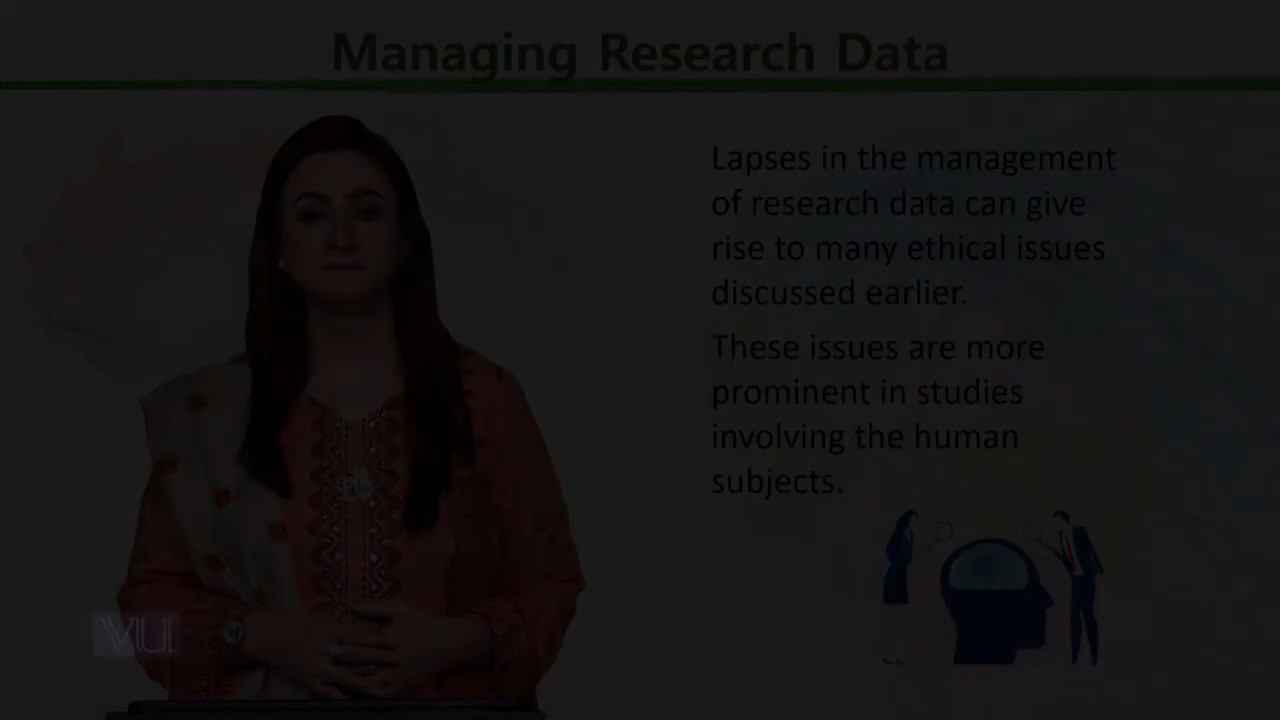 Managing Research Data
Lapses in the management
of research data can give
rise to many ethical issues
discussed earlier.
These issues are more
prominent in studies
involving the human
subjects.
VU